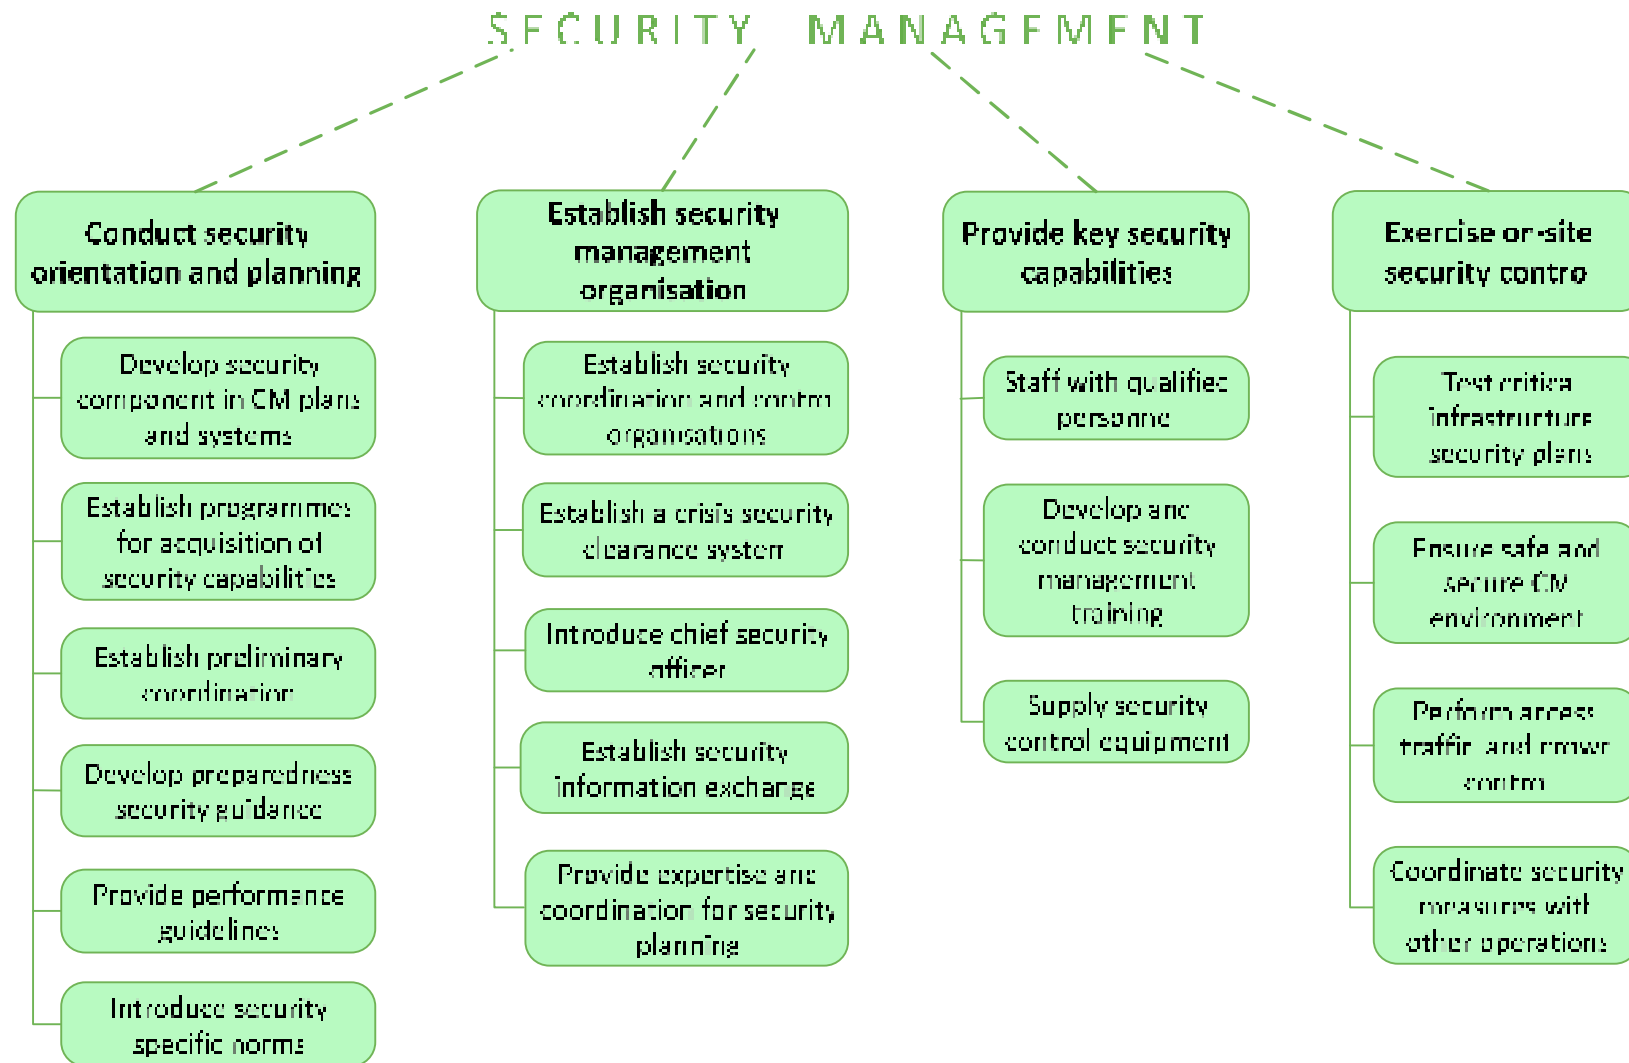 SECURITY MANAGEMENT
Conduct security
orientation and planning
Develop security
component in CM plans
and systems
Establish programmes
for acquisition of
security capabilities
Establish preliminary
coordination
Develop preparedness
security guidance
Provide performance
guidelines
Introduce security
specific norms
Establish security
management
organisation
Establish security
coordination and control
organisations
Establish a crisis security
clearance system
Introduce chief security
officer
Establish security
information exchange
Provide expertise and
coordination for security
planning
Provide key security
capabilities
Staff with qualified
personnel
Develop and
conduct security
management
training
Supply security
control equipment
Exercise on-site
security control
Test critical
infrastructure
security plans
Ensure safe and
secure CM
environment
Perform access
traffic and crowd
control
Coordinate security
measures with
other operations